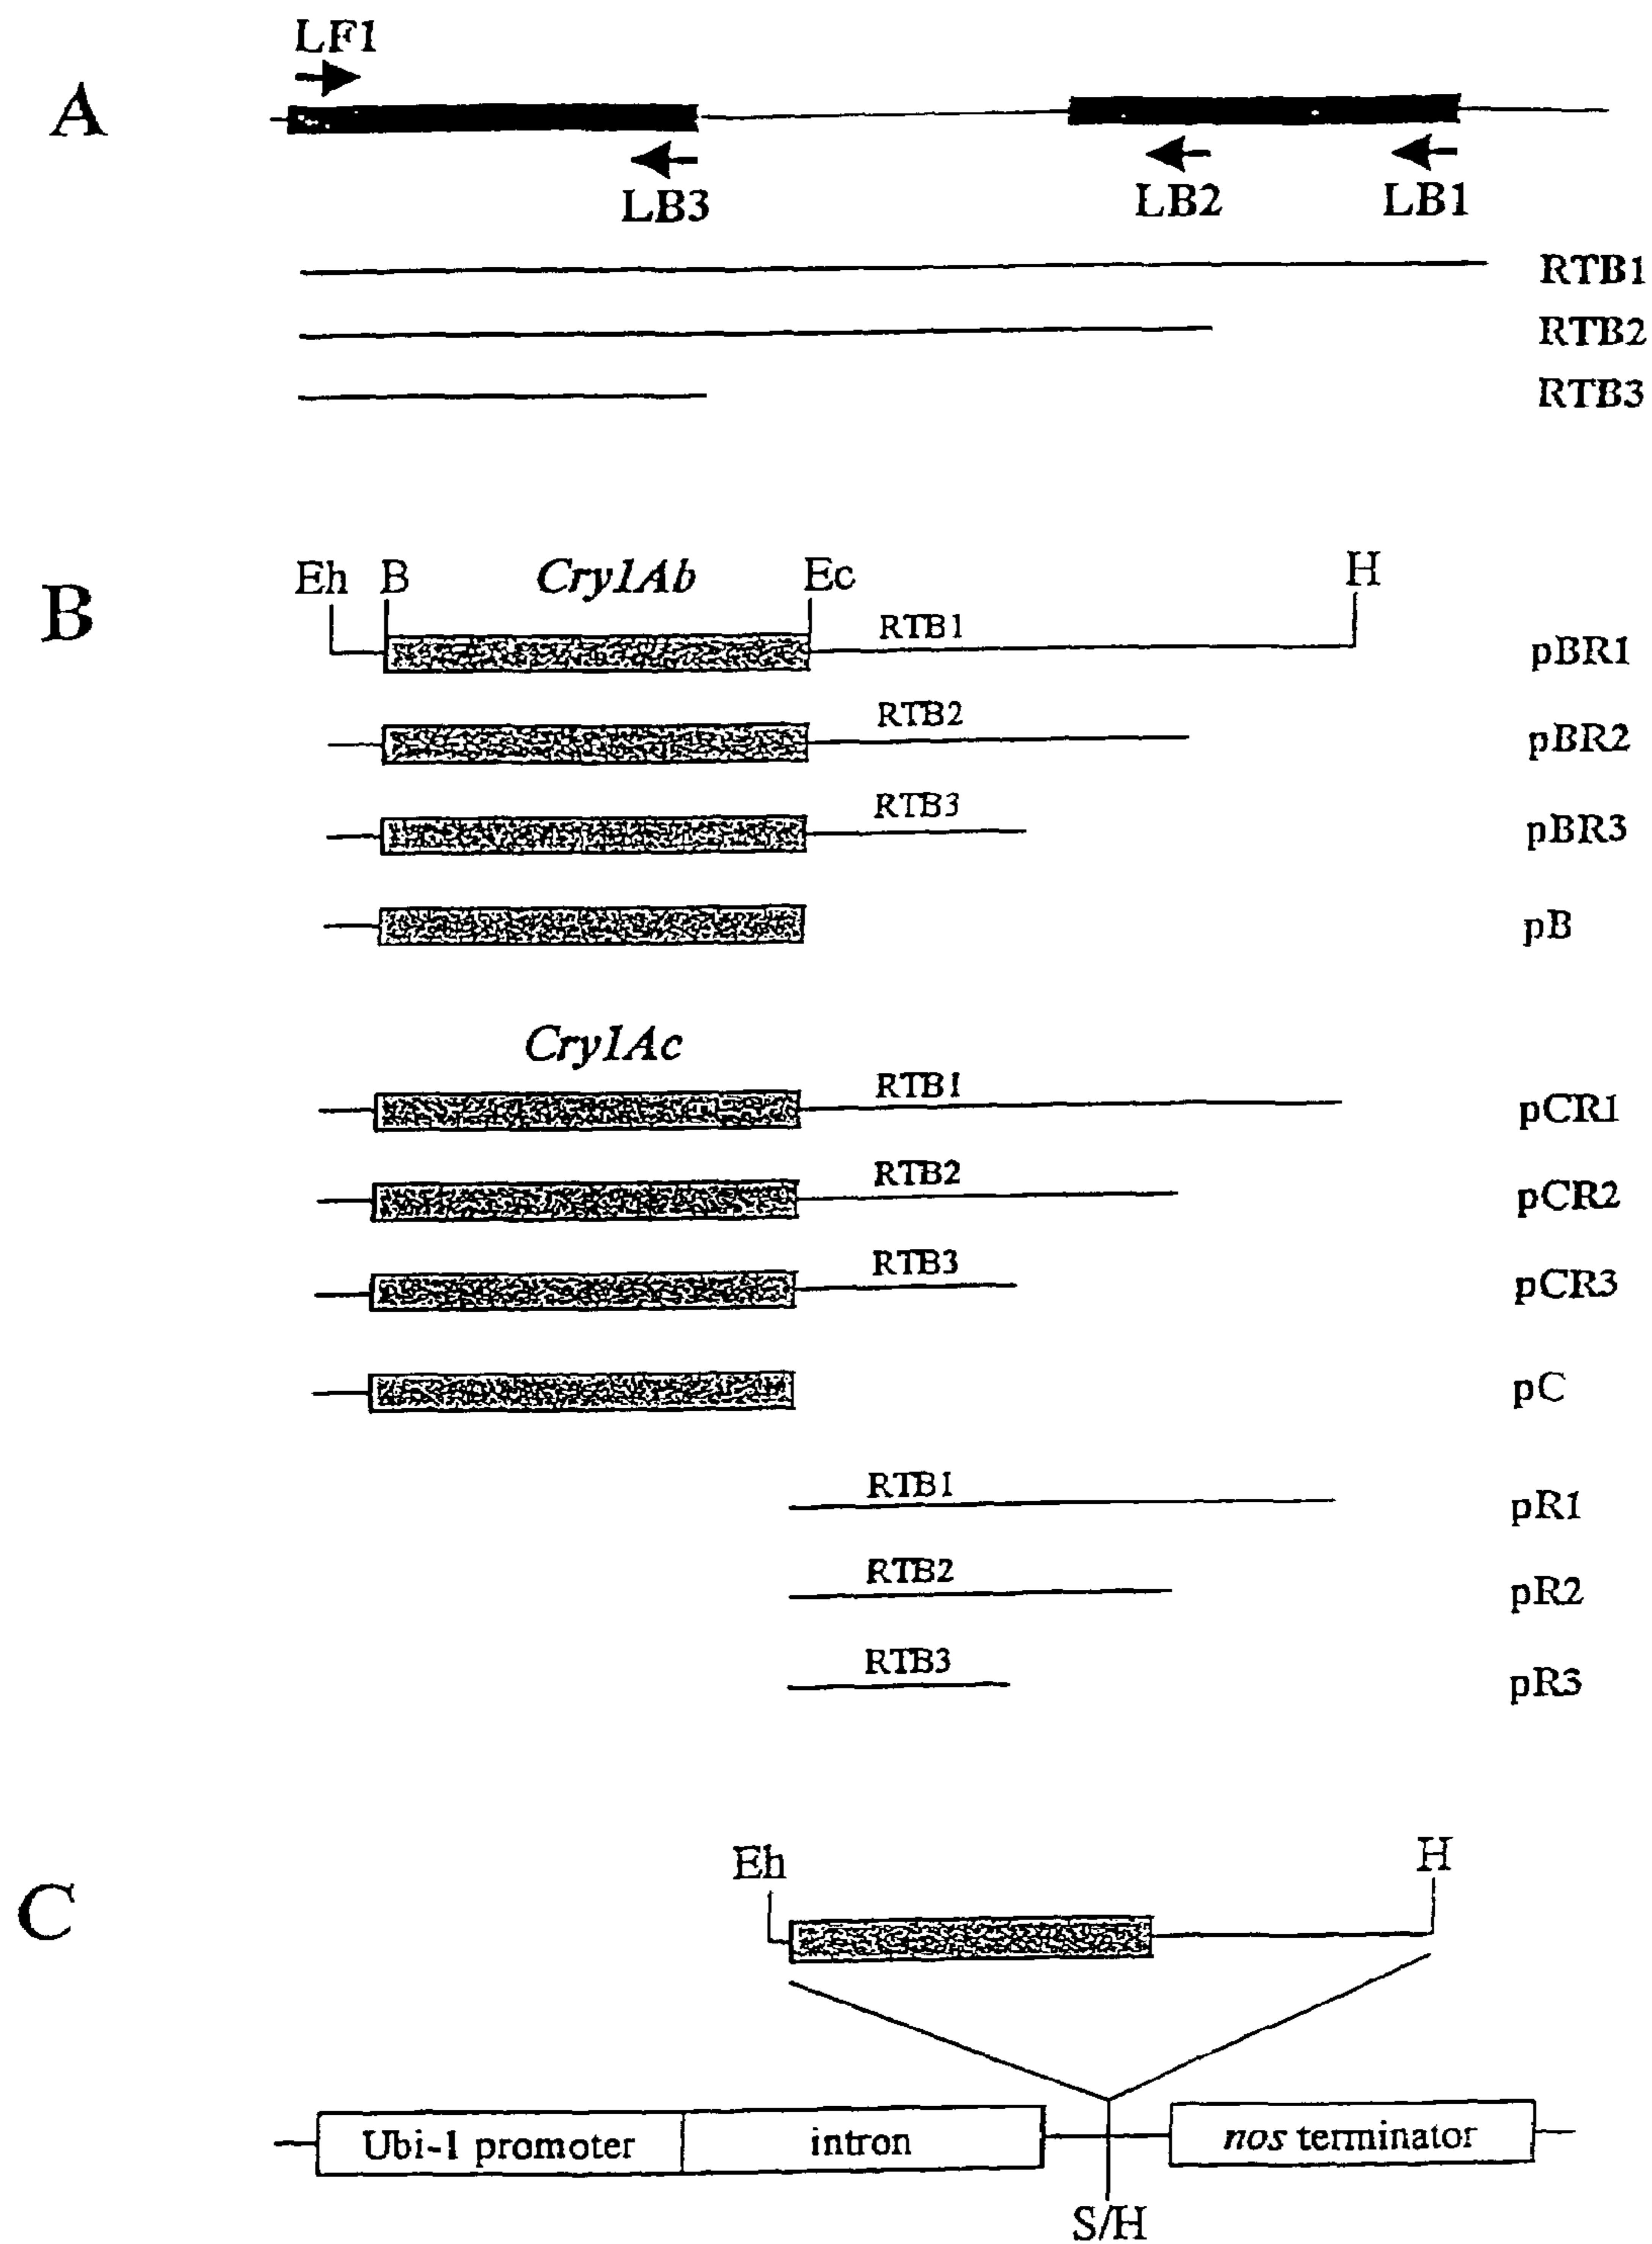 A
LF1
LB3
LB2
LB1
RTB1
RTB2
RTB3
B
Eh B Cry1Ab Ec H
RTB1 pBR1
RTB2 pBR2
RTB3 pBR3
pB
Cry1Ac
RTB1 pCR1
RTB2 pCR2
RTB3 pCR3
pC
RTB1 pR1
RTB2 pR2
RTB3 pR3
C
Eh H
Ubi-1 promoter intron nos terminator
S/H